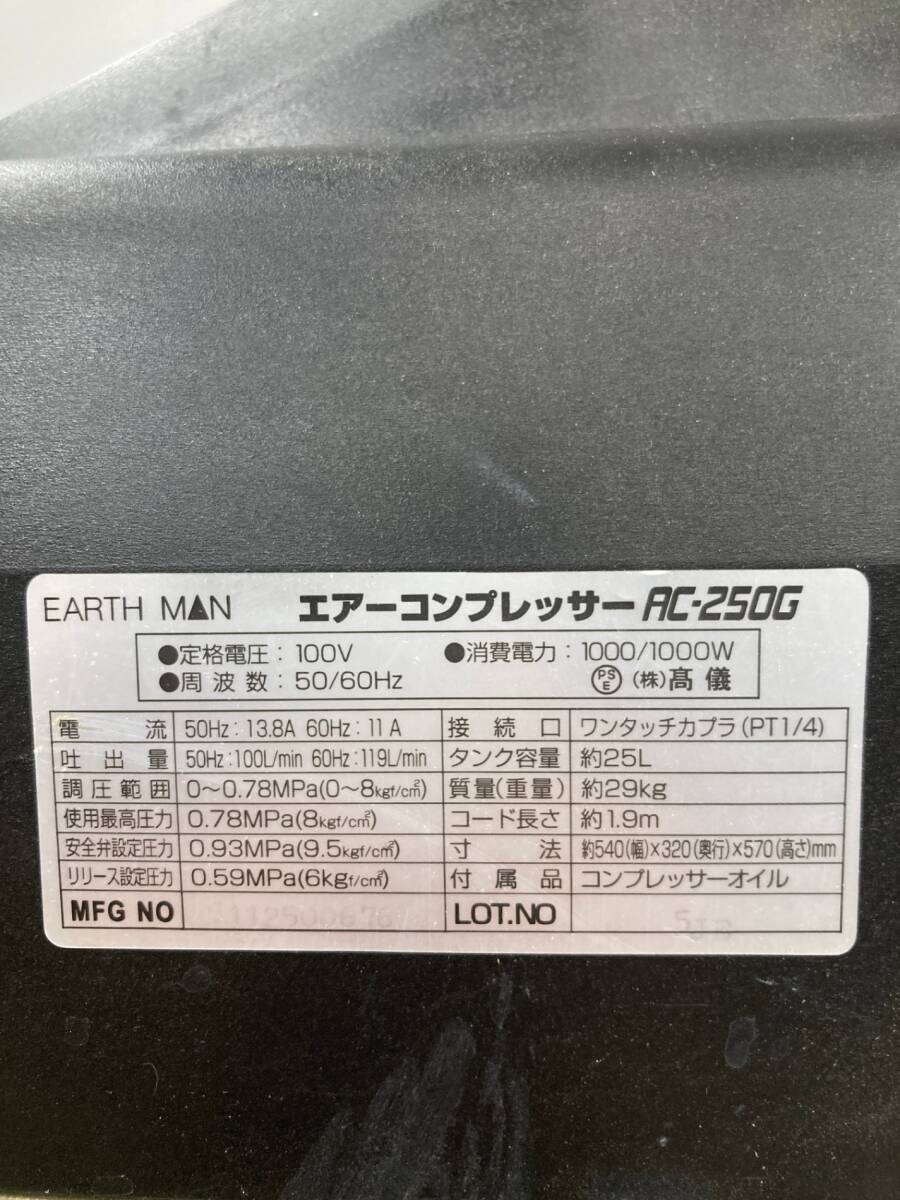 EARTH MAN エアーコンプレッサー AC-250G
●定格電圧：100V ●消費電力：1000/1000W
●周波数：50/60Hz PSE (株)髙儀
電流 50Hz：13.8A 60Hz：11A 接続口 ワンタッチカプラ(PT1/4)
吐出量 50Hz：100L/min 60Hz：119L/min タンク容量 約25L
調圧範囲 0〜0.78MPa(0〜8kgf/c㎡) 質量(重量) 約29kg
使用最高圧力 0.78MPa(8kgf/c㎡) コード長さ 約1.9m
安全弁設定圧力 0.93MPa(9.5kgf/c㎡) 寸法 約540(幅)×320(奥行)×570(高さ)mm
リリース設定圧力 0.59MPa(6kgf/c㎡) 付属品 コンプレッサーオイル
MFG NO LOT.NO